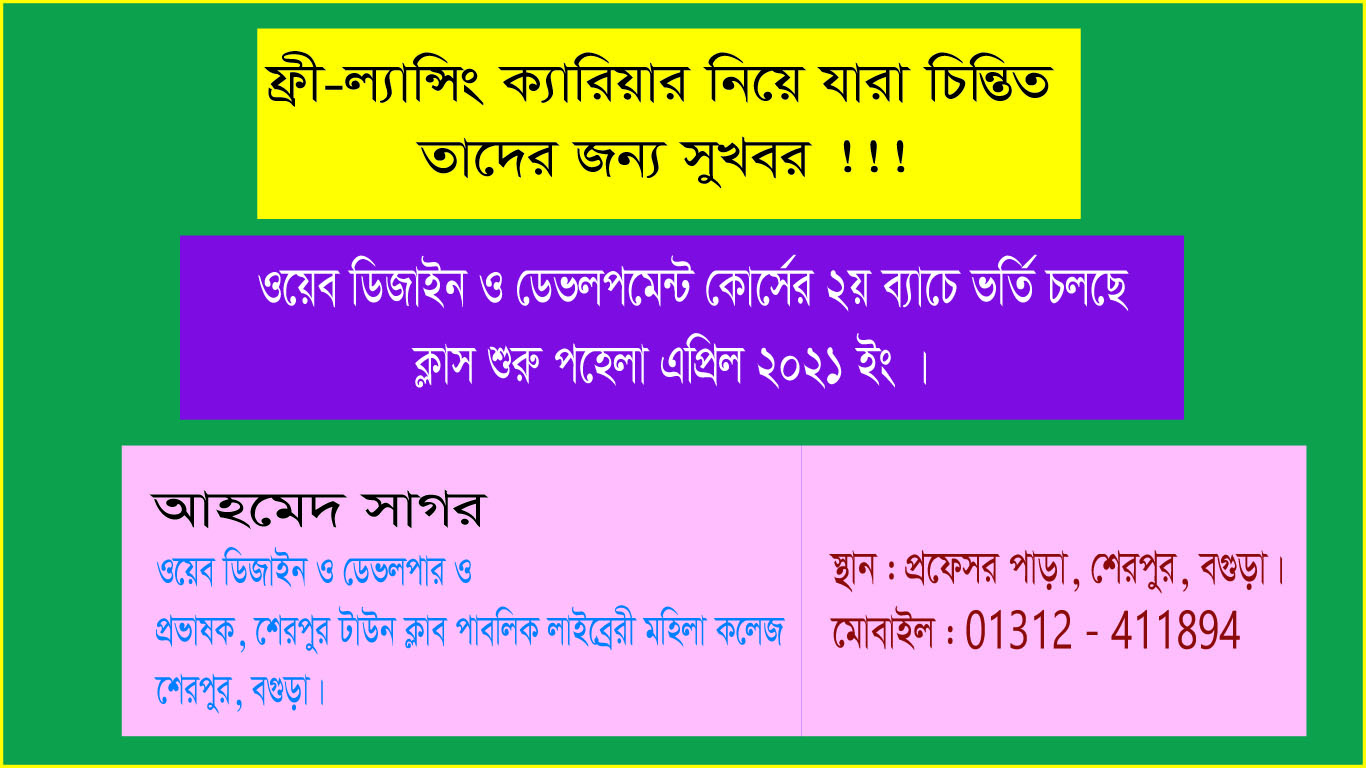 ফ্রী-ল্যান্সিং ক্যারিয়ার নিয়ে যারা চিন্তিত
তাদের জন্য সুখবর !!!
ওয়েব ডিজাইন ও ডেভলপমেন্ট কোর্সের ২য় ব্যাচে ভর্তি চলছে
ক্লাস শুরু পহেলা এপ্রিল ২০২১ ইং ।
আহমেদ সাগর
ওয়েব ডিজাইন ও ডেভলপার ও
প্রভাষক, শেরপুর টাউন ক্লাব পাবলিক লাইব্রেরী মহিলা কলেজ
শেরপুর, বগুড়া।
স্থান : প্রফেসর পাড়া, শেরপুর, বগুড়া।
মোবাইল : 01312 - 411894